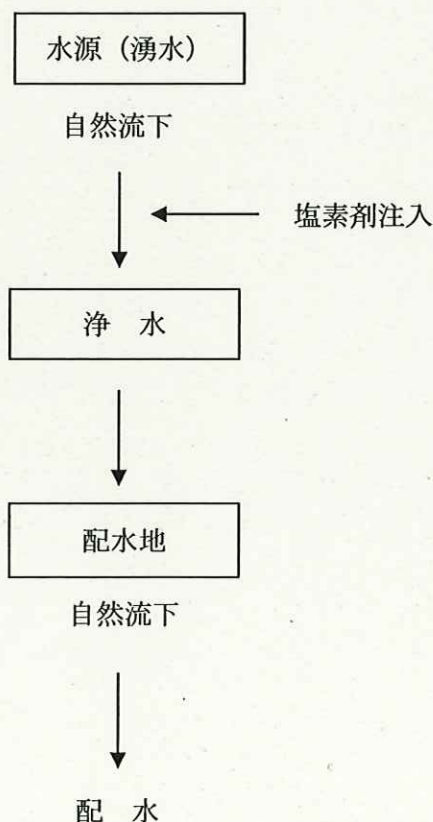 水源（湧水）
自然流下
塩素剤注入
浄　水
配水地
自然流下
配　水